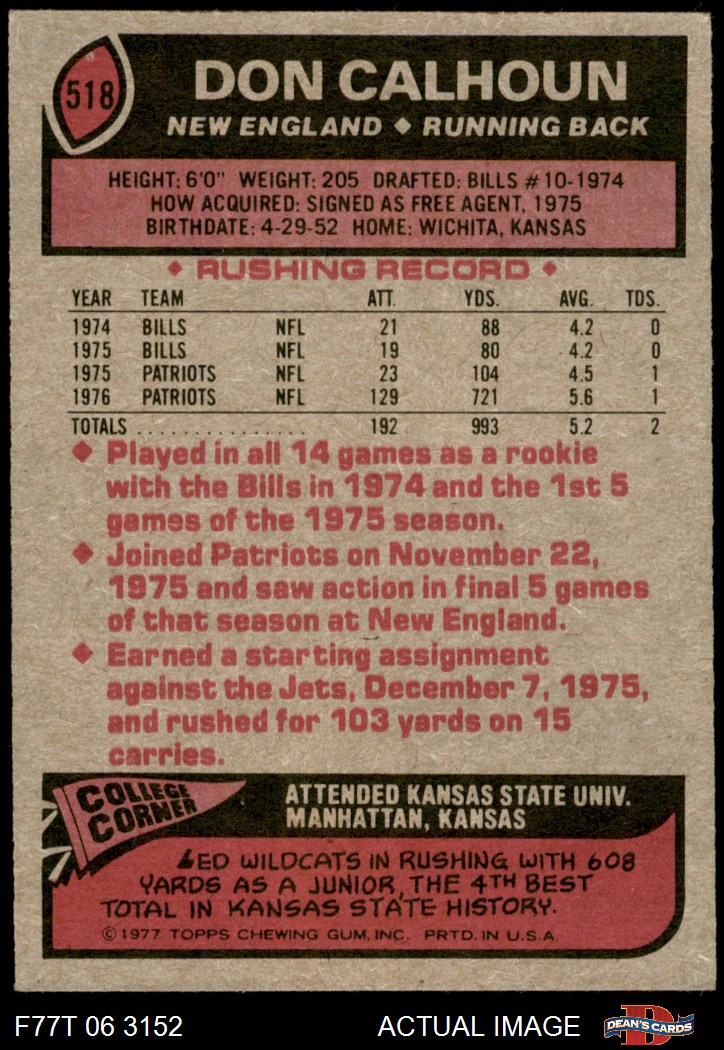 518
DON CALHOUN
NEW ENGLAND ◆ RUNNING BACK
HEIGHT: 6'0" WEIGHT: 205 DRAFTED: BILLS #10-1974
HOW ACQUIRED: SIGNED AS FREE AGENT, 1975
BIRTHDATE: 4-29-52 HOME: WICHITA, KANSAS
◆ RUSHING RECORD ◆
YEAR TEAM ATT. YDS. AVG. TDS.
1974 BILLS NFL 21 88 4.2 0
1975 BILLS NFL 19 80 4.2 0
1975 PATRIOTS NFL 23 104 4.5 1
1976 PATRIOTS NFL 129 721 5.6 1
TOTALS . . . . . . . . . . . . . . . 192 993 5.2 2
◆ Played in all 14 games as a rookie
with the Bills in 1974 and the 1st 5
games of the 1975 season.
◆ Joined Patriots on November 22,
1975 and saw action in final 5 games
of that season at New England.
◆ Earned a starting assignment
against the Jets, December 7, 1975,
and rushed for 103 yards on 15
carries.
COLLEGE
CORNER
ATTENDED KANSAS STATE UNIV.
MANHATTAN, KANSAS
LED WILDCATS IN RUSHING WITH 608
YARDS AS A JUNIOR, THE 4TH BEST
TOTAL IN KANSAS STATE HISTORY.
© 1977 TOPPS CHEWING GUM, INC. PRTD. IN U.S.A.
F77T 06 3152 ACTUAL IMAGE
D
DEAN'S CARDS